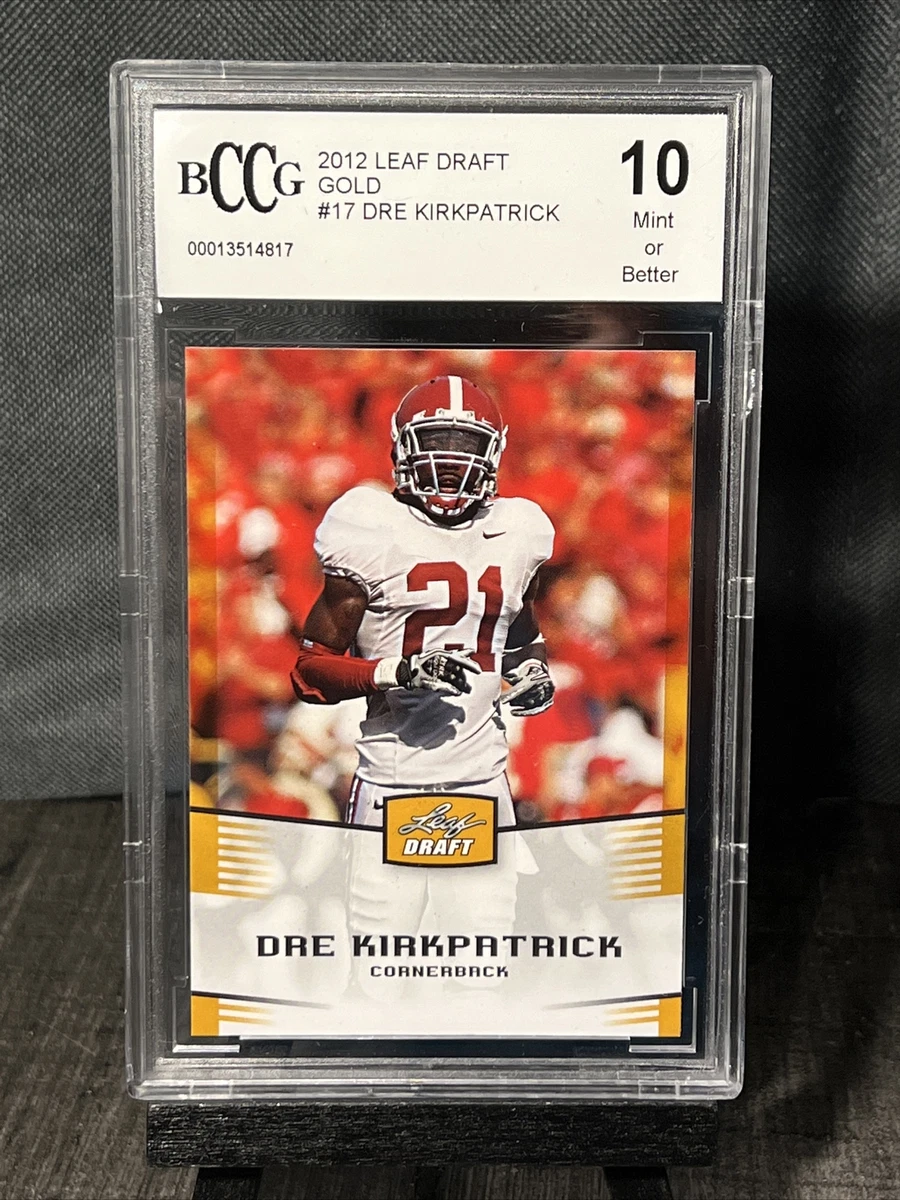 BCCG
2012 LEAF DRAFT
GOLD
#17 DRE KIRKPATRICK
00013514817
10
Mint
or
Better
21
Leaf
DRAFT
DRE KIRKPATRICK
CORNERBACK